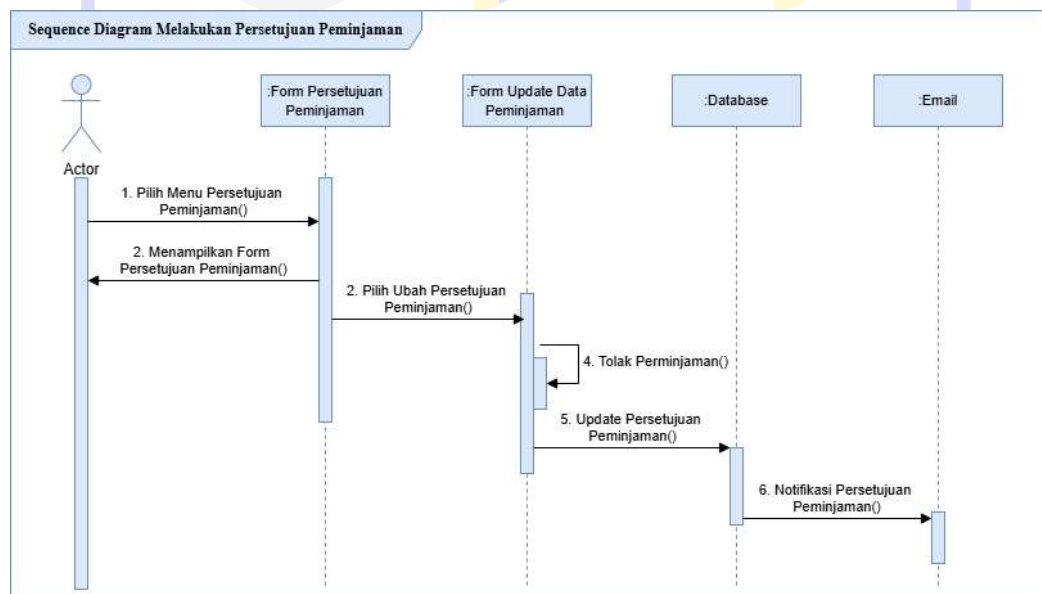 Sequence Diagram Melakukan Persetujuan Peminjaman
:Form Persetujuan
Peminjaman
:Form Update Data
Peminjaman
:Database
:Email
Actor
1. Pilih Menu Persetujuan
Peminjaman()
2. Menampilkan Form
Persetujuan Peminjaman()
2. Pilih Ubah Persetujuan
Peminjaman()
4. Tolak Perminjaman()
5. Update Persetujuan
Peminjaman()
6. Notifikasi Persetujuan
Peminjaman()